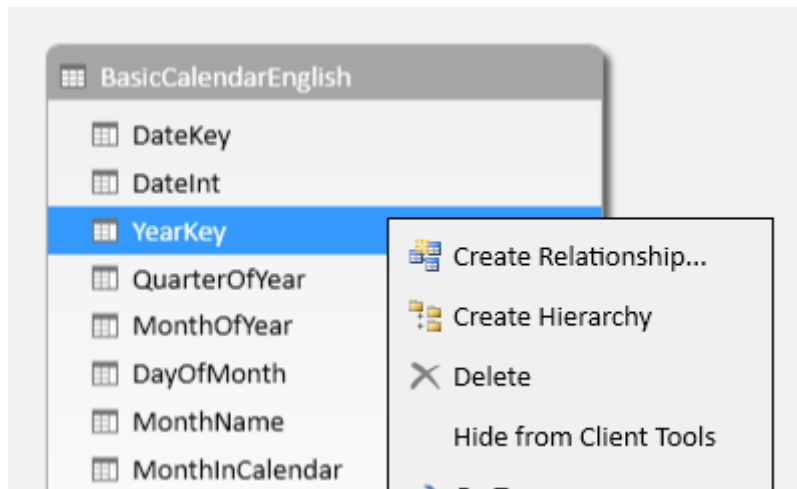 BasicCalendarEnglish
DateKey
DateInt
YearKey
QuarterOfYear
MonthOfYear
DayOfMonth
MonthName
MonthInCalendar
Create Relationship...
Create Hierarchy
Delete
Hide from Client Tools